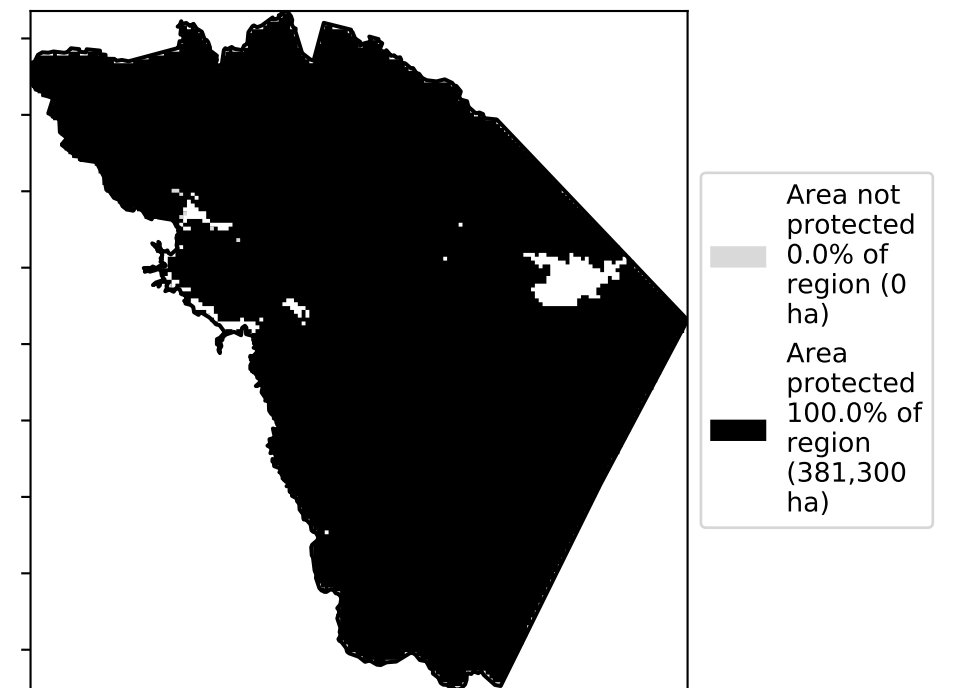 Area not
protected
0.0% of
region (0
ha)
Area
protected
100.0% of
region
(381,300
ha)